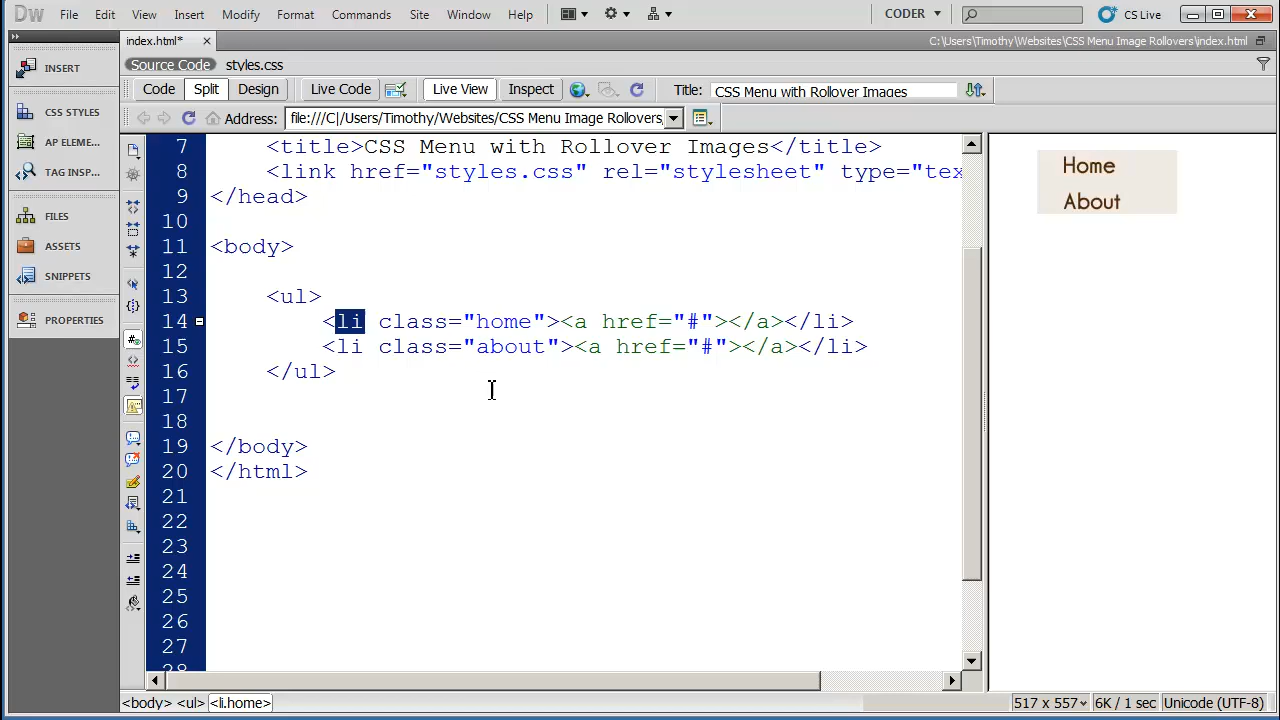 Dw File Edit View Insert Modify Format Commands Site Window Help CODER CS Live
index.html* C:\Users\Timothy\Websites\CSS Menu Image Rollovers\index.html
Source Code styles.css
Code Split Design Live Code Live View Inspect Title: CSS Menu with Rollover Images
Address: file:///C|/Users/Timothy/Websites/CSS Menu Image Rollovers
INSERT
CSS STYLES
AP ELEME...
TAG INSP...
FILES
ASSETS
SNIPPETS
PROPERTIES
7 <title>CSS Menu with Rollover Images</title>
8 <link href="styles.css" rel="stylesheet" type="tex
9 </head>
10
11 <body>
12
13 <ul>
14 <li class="home"><a href="#"></a></li>
15 <li class="about"><a href="#"></a></li>
16 </ul>
17
18
19 </body>
20 </html>
21
22
23
24
25
26
27
28
Home
About
<body> <ul> <li.home> 517 x 557 6K / 1 sec Unicode (UTF-8)